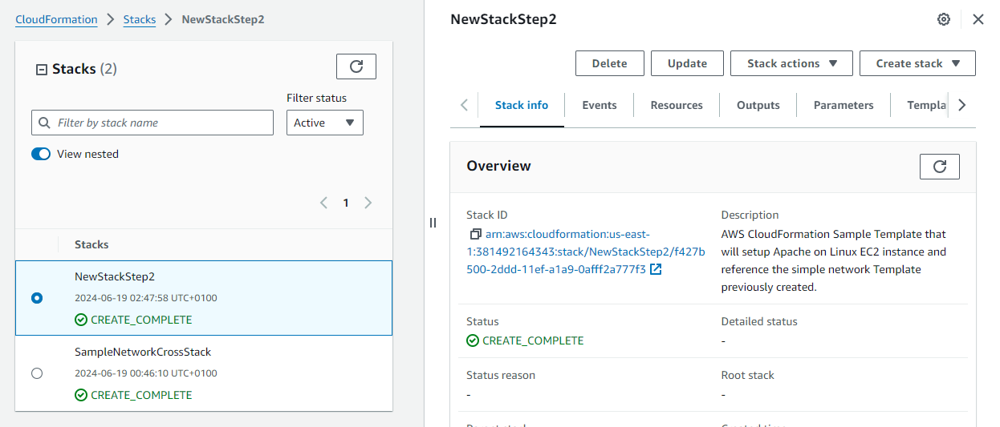 CloudFormation > Stacks > NewStackStep2
Stacks (2)
Filter status
Filter by stack name
Active
View nested
1
Stacks
NewStackStep2
2024-06-19 02:47:58 UTC+0100
CREATE_COMPLETE
SampleNetworkCrossStack
2024-06-19 00:46:10 UTC+0100
CREATE_COMPLETE
NewStackStep2
Delete
Update
Stack actions
Create stack
Stack info
Events
Resources
Outputs
Parameters
Templa
Overview
Stack ID
arn:aws:cloudformation:us-east-
1:381492164343:stack/NewStackStep2/f427b
500-2ddd-11ef-a1a9-0afff2a777f3
Description
AWS CloudFormation Sample Template that
will setup Apache on Linux EC2 instance and
reference the simple network Template
previously created.
Status
CREATE_COMPLETE
Detailed status
-
Status reason
-
Root stack
-